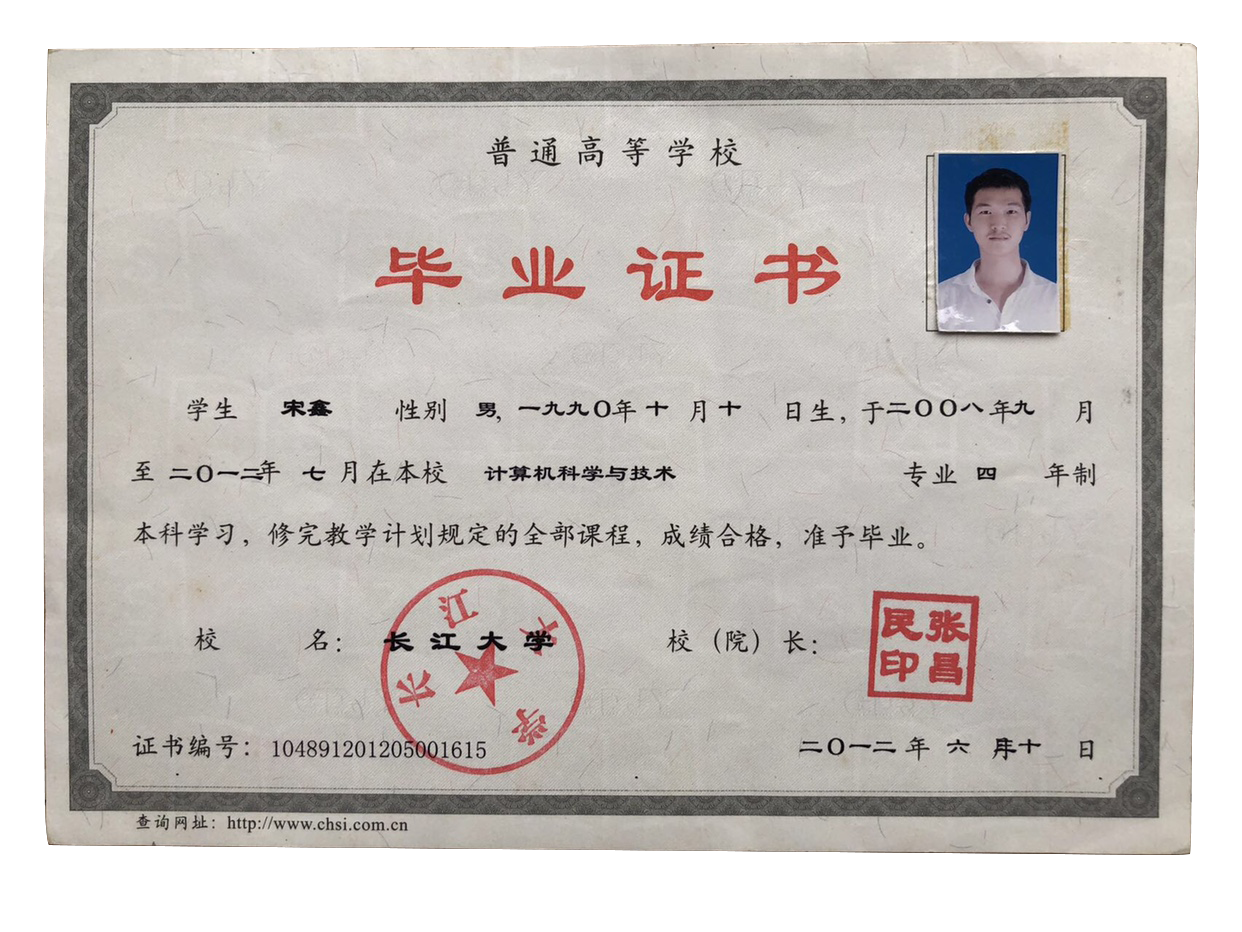 普通高等学校
毕业证书
学生 宋鑫 性别 男, 一九九〇年 十 月 十 日生, 于二〇〇八年九 月
至 二〇一二年 七 月在本校 计算机科学与技术 专业 四 年制
本科学习, 修完教学计划规定的全部课程, 成绩合格, 准予毕业。
校 名: 长江大学 校(院)长: 张昌民印
长江大学
证书编号: 104891201205001615 二〇一二 年 六 月十 日
查询网址: http://www.chsi.com.cn